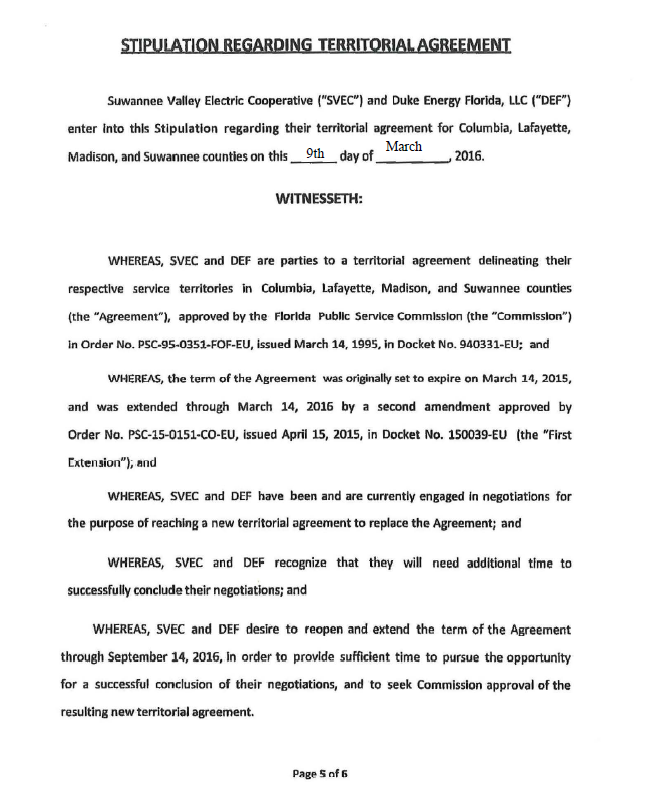 STIPULATION REGARDING TERRITORIAL AGREEMENT
Suwannee Valley Electric Cooperative ("SVEC") and Duke Energy Florida, LLC ("DEF")
enter into this Stipulation regarding their territorial agreement for Columbia, Lafayette,
Madison, and Suwannee counties on this 9th day of March, 2016.
WITNESSETH:
WHEREAS, SVEC and DEF are parties to a territorial agreement delineating their
respective service territories in Columbia, Lafayette, Madison, and Suwannee counties
(the "Agreement"), approved by the Florida Public Service Commission (the "Commission")
in Order No. PSC-95-0351-FOF-EU, issued March 14, 1995, in Docket No. 940331-EU; and
WHEREAS, the term of the Agreement was originally set to expire on March 14, 2015,
and was extended through March 14, 2016 by a second amendment approved by
Order No. PSC-15-0151-CO-EU, issued April 15, 2015, in Docket No. 150039-EU (the "First
Extension"); and
WHEREAS, SVEC and DEF have been and are currently engaged in negotiations for
the purpose of reaching a new territorial agreement to replace the Agreement; and
WHEREAS, SVEC and DEF recognize that they will need additional time to
successfully conclude their negotiations; and
WHEREAS, SVEC and DEF desire to reopen and extend the term of the Agreement
through September 14, 2016, in order to provide sufficient time to pursue the opportunity
for a successful conclusion of their negotiations, and to seek Commission approval of the
resulting new territorial agreement.
Page 5 of 6